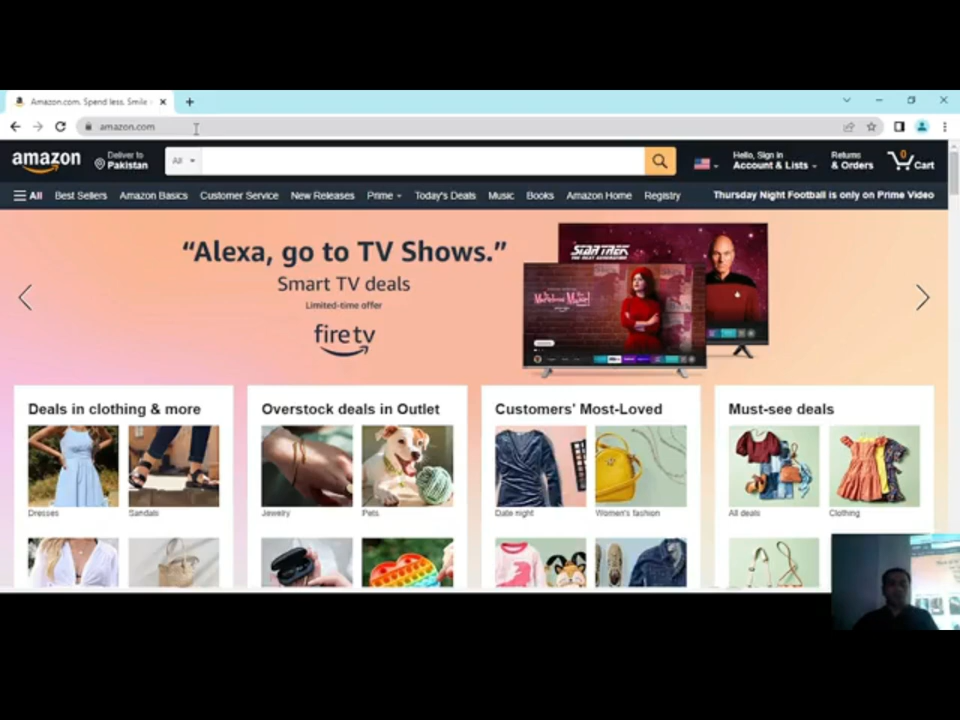 Amazon.com. Spend less. Smile
amazon.com
amazon
Deliver to
Pakistan
All
Hello, Sign in
Account & Lists
Returns
& Orders
0
Cart
All
Best Sellers
Amazon Basics
Customer Service
New Releases
Prime
Today's Deals
Music
Books
Amazon Home
Registry
Thursday Night Football is only on Prime Video
“Alexa, go to TV Shows.”
Smart TV deals
Limited-time offer
fire tv
STAR TREK
THE NEXT GENERATION
Deals in clothing & more
Overstock deals in Outlet
Customers' Most-Loved
Must-see deals
Dresses
Sandals
Jewelry
Pets
Date night
Women's fashion
All deals
Clothing